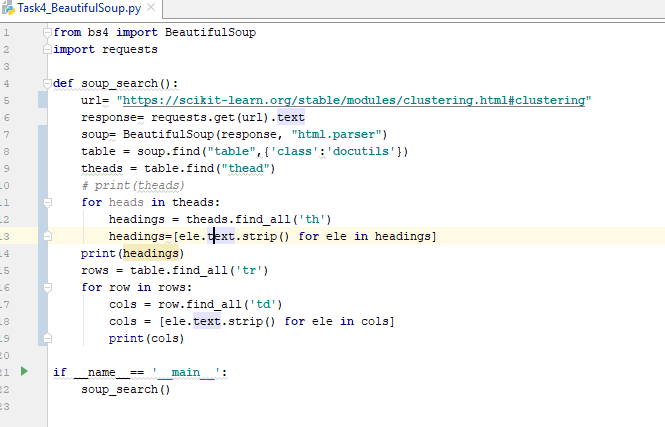 Task4_BeautifulSoup.py ×
1 from bs4 import BeautifulSoup
2 import requests
3
4 def soup_search():
5     url= "https://scikit-learn.org/stable/modules/clustering.html#clustering"
6     response= requests.get(url).text
7     soup= BeautifulSoup(response, "html.parser")
8     table = soup.find("table",{'class':'docutils'})
9     theads = table.find("thead")
10     # print(theads)
11     for heads in theads:
12         headings = theads.find_all('th')
13         headings=[ele.text.strip() for ele in headings]
14     print(headings)
15     rows = table.find_all('tr')
16     for row in rows:
17         cols = row.find_all('td')
18         cols = [ele.text.strip() for ele in cols]
19         print(cols)
20
21 if __name__== '__main__':
22     soup_search()
23